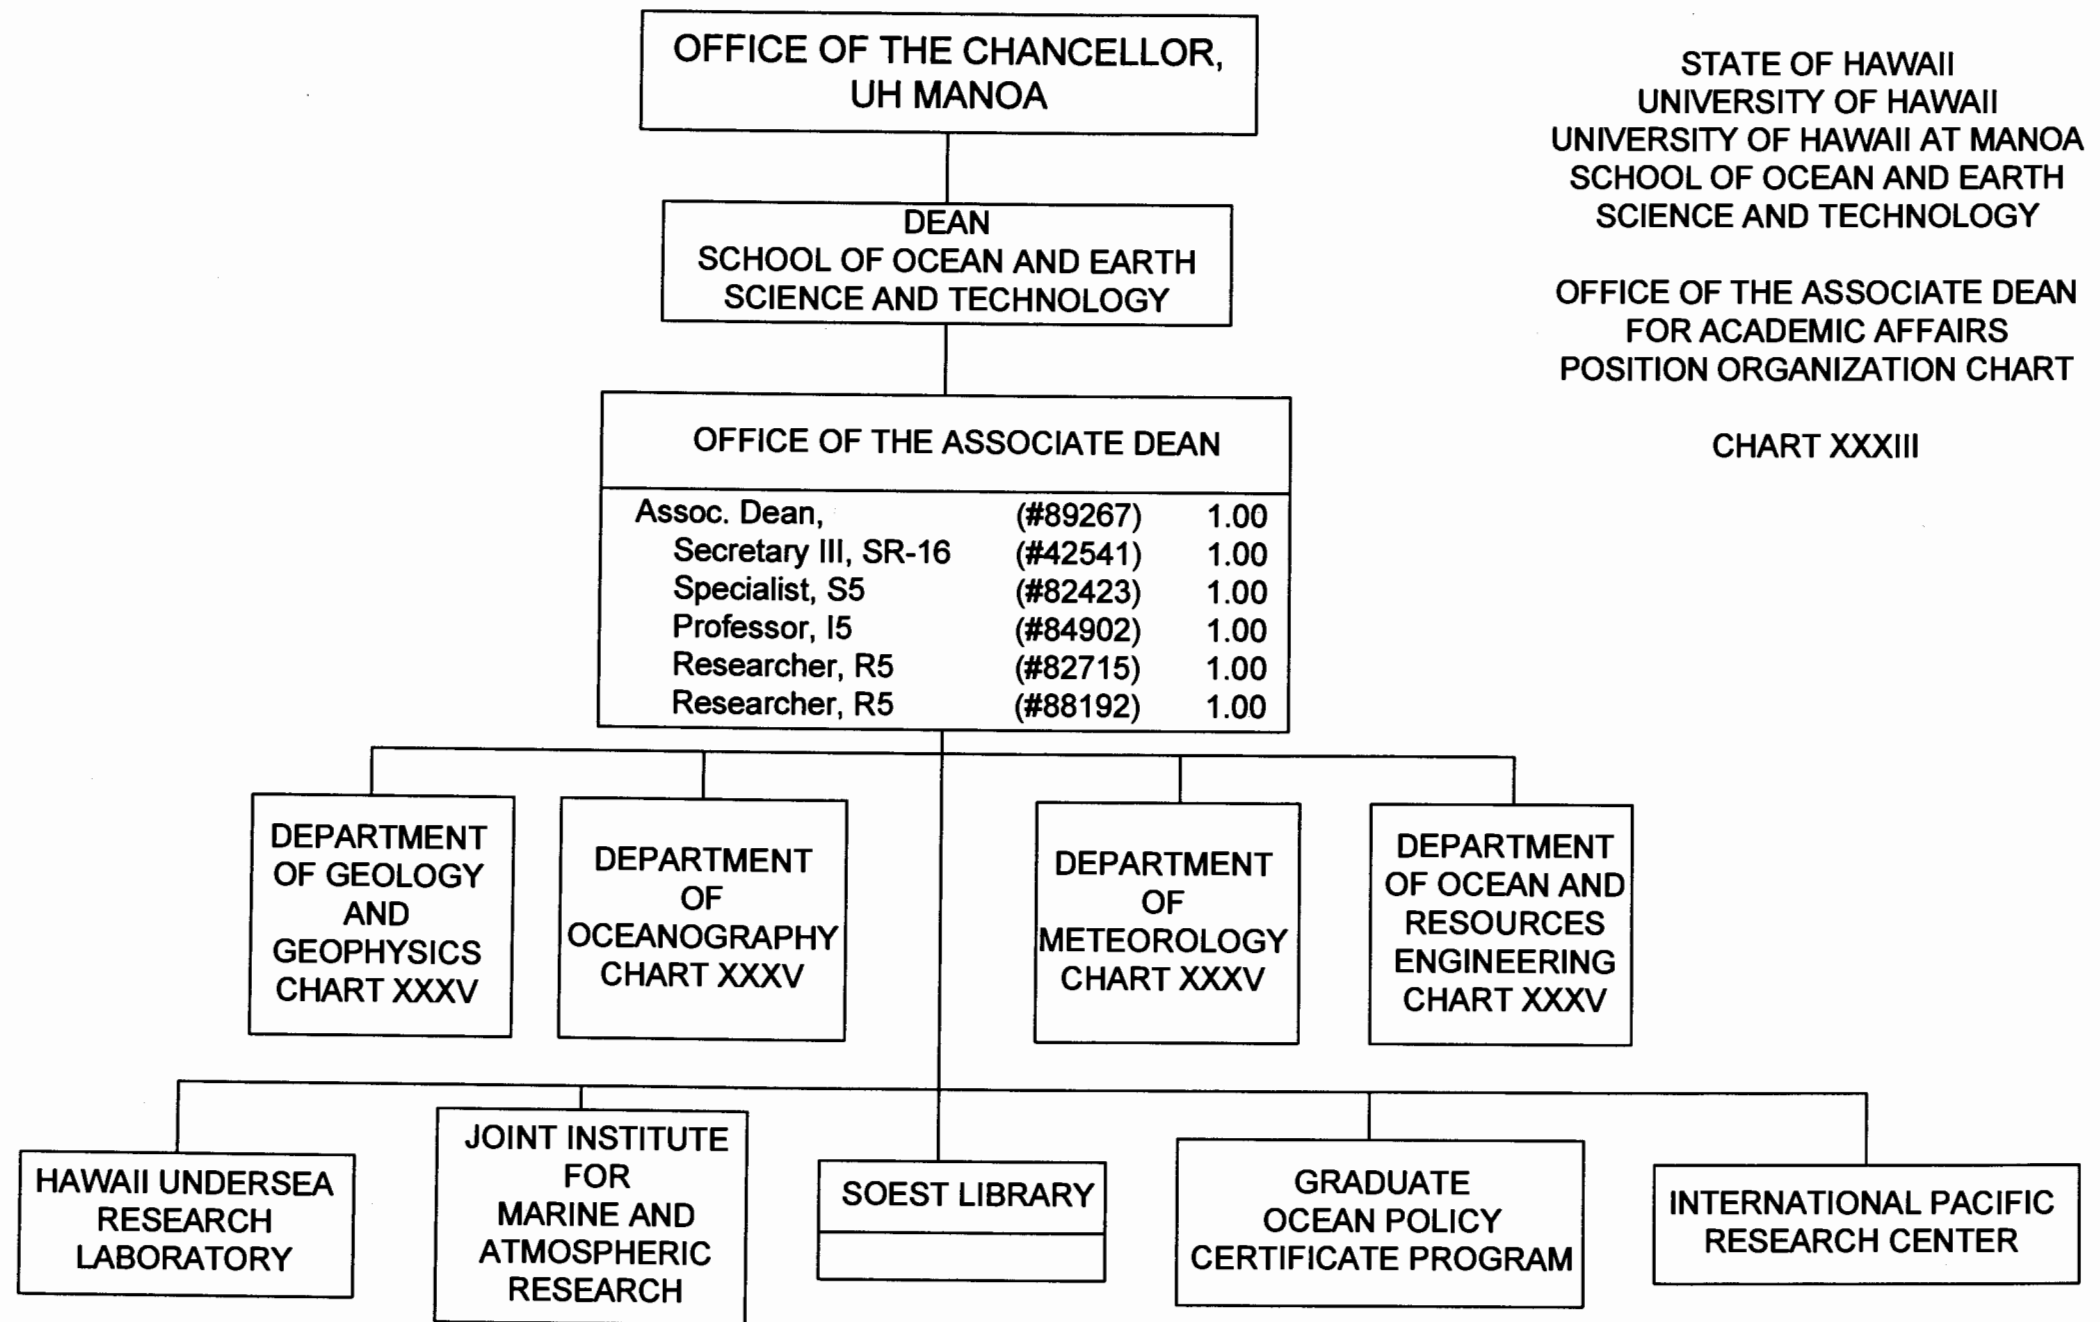 OFFICE OF THE CHANCELLOR,
UH MANOA
STATE OF HAWAII
UNIVERSITY OF HAWAII
UNIVERSITY OF HAWAII AT MANOA
SCHOOL OF OCEAN AND EARTH
SCIENCE AND TECHNOLOGY
OFFICE OF THE ASSOCIATE DEAN
FOR ACADEMIC AFFAIRS
POSITION ORGANIZATION CHART
CHART XXXIII
DEAN
SCHOOL OF OCEAN AND EARTH
SCIENCE AND TECHNOLOGY
OFFICE OF THE ASSOCIATE DEAN
Assoc. Dean, (#89267) 1.00
Secretary III, SR-16 (#42541) 1.00
Specialist, S5 (#82423) 1.00
Professor, I5 (#84902) 1.00
Researcher, R5 (#82715) 1.00
Researcher, R5 (#88192) 1.00
DEPARTMENT
OF GEOLOGY
AND
GEOPHYSICS
CHART XXXV
DEPARTMENT
OF
OCEANOGRAPHY
CHART XXXV
DEPARTMENT
OF
METEOROLOGY
CHART XXXV
DEPARTMENT
OF OCEAN AND
RESOURCES
ENGINEERING
CHART XXXV
HAWAII UNDERSEA
RESEARCH
LABORATORY
JOINT INSTITUTE
FOR
MARINE AND
ATMOSPHERIC
RESEARCH
SOEST LIBRARY
GRADUATE
OCEAN POLICY
CERTIFICATE PROGRAM
INTERNATIONAL PACIFIC
RESEARCH CENTER